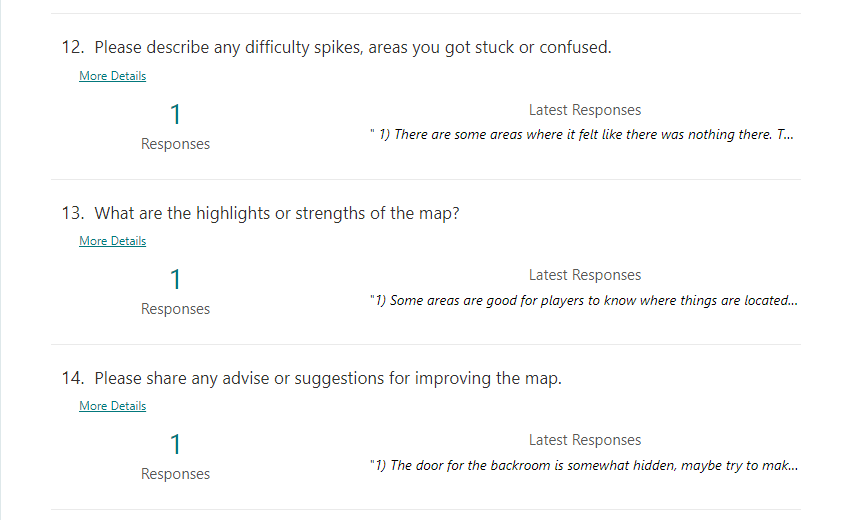 12. Please describe any difficulty spikes, areas you got stuck or confused.
More Details
1
Responses
Latest Responses
" 1) There are some areas where it felt like there was nothing there. T...
13. What are the highlights or strengths of the map?
More Details
1
Responses
Latest Responses
"1) Some areas are good for players to know where things are located...
14. Please share any advise or suggestions for improving the map.
More Details
1
Responses
Latest Responses
"1) The door for the backroom is somewhat hidden, maybe try to mak...